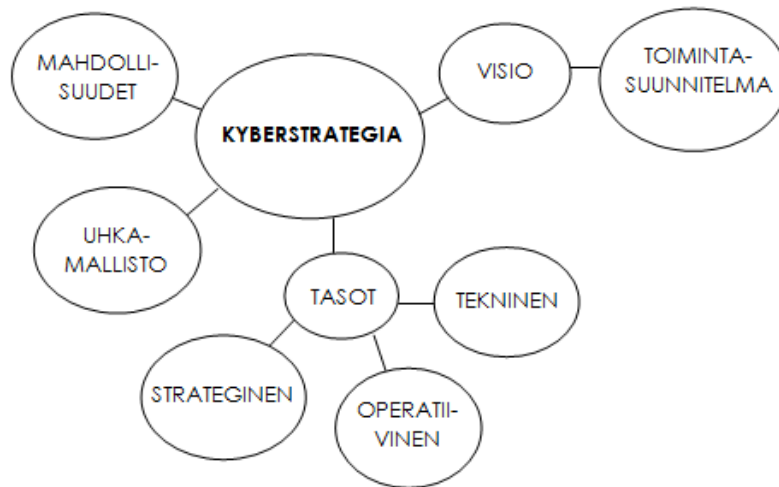 MAHDOLLI-
SUUDET
KYBERSTRATEGIA
VISIO
TOIMINTA-
SUUNNITELMA
UHKA-
MALLISTO
TASOT
TEKNINEN
STRATEGINEN
OPERATII-
VINEN